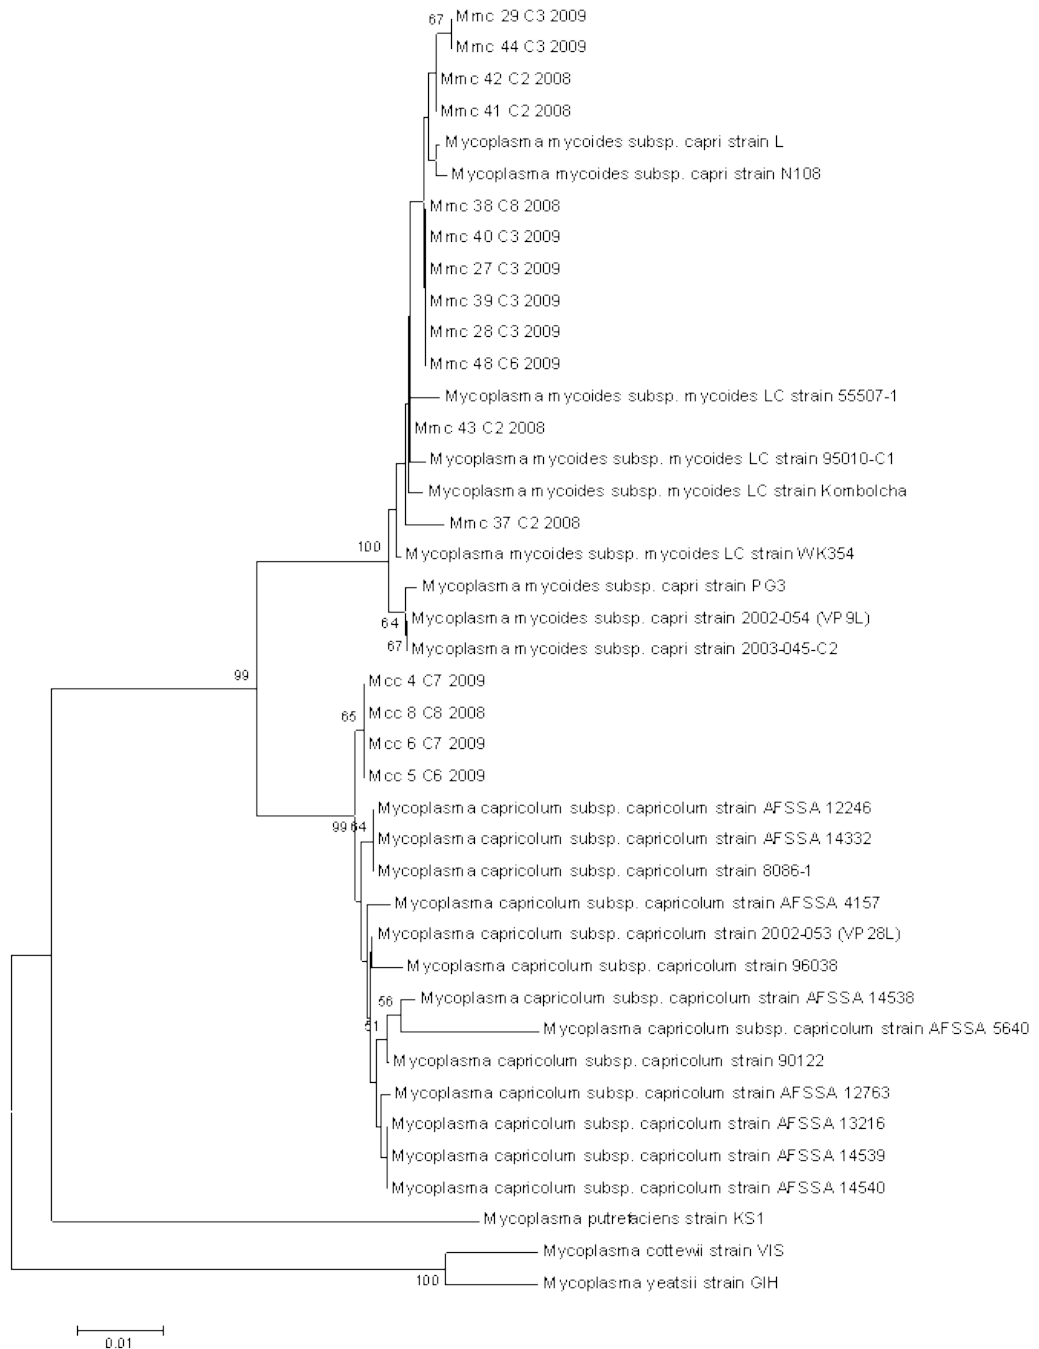 67
Mmc 29 C3 2009
Mmc 44 C3 2009
Mmc 42 C2 2008
Mmc 41 C2 2008
Mycoplasma mycoides subsp. capri strain L
Mycoplasma mycoides subsp. capri strain N108
Mmc 38 C8 2008
Mmc 40 C3 2009
Mmc 27 C3 2009
Mmc 39 C3 2009
Mmc 28 C3 2009
Mmc 48 C6 2009
Mycoplasma mycoides subsp. mycoides LC strain 55507-1
Mmc 43 C2 2008
Mycoplasma mycoides subsp. mycoides LC strain 95010-C1
Mycoplasma mycoides subsp. mycoides LC strain Kombolcha
Mmc 37 C2 2008
100
Mycoplasma mycoides subsp. mycoides LC strain WK354
Mycoplasma mycoides subsp. capri strain PG3
Mycoplasma mycoides subsp. capri strain 2002-054 (VP9L)
64
67
Mycoplasma mycoides subsp. capri strain 2003-045-C2
99
Mcc 4 C7 2009
65
Mcc 8 C8 2008
Mcc 6 C7 2009
Mcc 5 C6 2009
Mycoplasma capricolum subsp. capricolum strain AFSSA 12246
99
64
Mycoplasma capricolum subsp. capricolum strain AFSSA 14332
Mycoplasma capricolum subsp. capricolum strain 8086-1
Mycoplasma capricolum subsp. capricolum strain AFSSA 4157
Mycoplasma capricolum subsp. capricolum strain 2002-053 (VP28L)
Mycoplasma capricolum subsp. capricolum strain 96038
56
Mycoplasma capricolum subsp. capricolum strain AFSSA 14538
51
Mycoplasma capricolum subsp. capricolum strain AFSSA 5640
Mycoplasma capricolum subsp. capricolum strain 90122
Mycoplasma capricolum subsp. capricolum strain AFSSA 12763
Mycoplasma capricolum subsp. capricolum strain AFSSA 13216
Mycoplasma capricolum subsp. capricolum strain AFSSA 14539
Mycoplasma capricolum subsp. capricolum strain AFSSA 14540
Mycoplasma putrefaciens strain KS1
Mycoplasma cottewii strain VIS
100
Mycoplasma yeatsii strain GIH
0.01